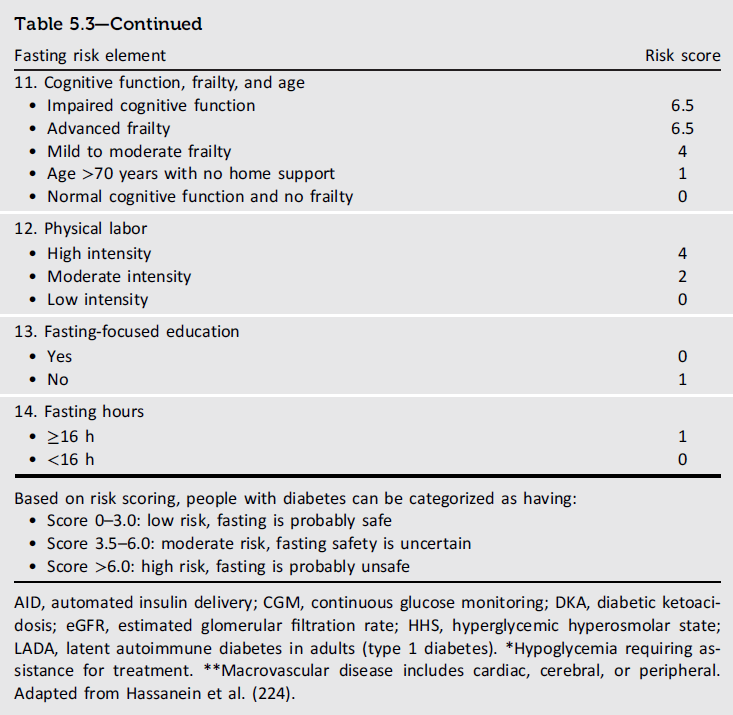 Table 5.3—Continued
Fasting risk element Risk score
11. Cognitive function, frailty, and age
• Impaired cognitive function 6.5
• Advanced frailty 6.5
• Mild to moderate frailty 4
• Age >70 years with no home support 1
• Normal cognitive function and no frailty 0
12. Physical labor
• High intensity 4
• Moderate intensity 2
• Low intensity 0
13. Fasting-focused education
• Yes 0
• No 1
14. Fasting hours
• ≥16 h 1
• <16 h 0
Based on risk scoring, people with diabetes can be categorized as having:
• Score 0–3.0: low risk, fasting is probably safe
• Score 3.5–6.0: moderate risk, fasting safety is uncertain
• Score >6.0: high risk, fasting is probably unsafe
AID, automated insulin delivery; CGM, continuous glucose monitoring; DKA, diabetic ketoaci-
dosis; eGFR, estimated glomerular filtration rate; HHS, hyperglycemic hyperosmolar state;
LADA, latent autoimmune diabetes in adults (type 1 diabetes). *Hypoglycemia requiring as-
sistance for treatment. **Macrovascular disease includes cardiac, cerebral, or peripheral.
Adapted from Hassanein et al. (224).